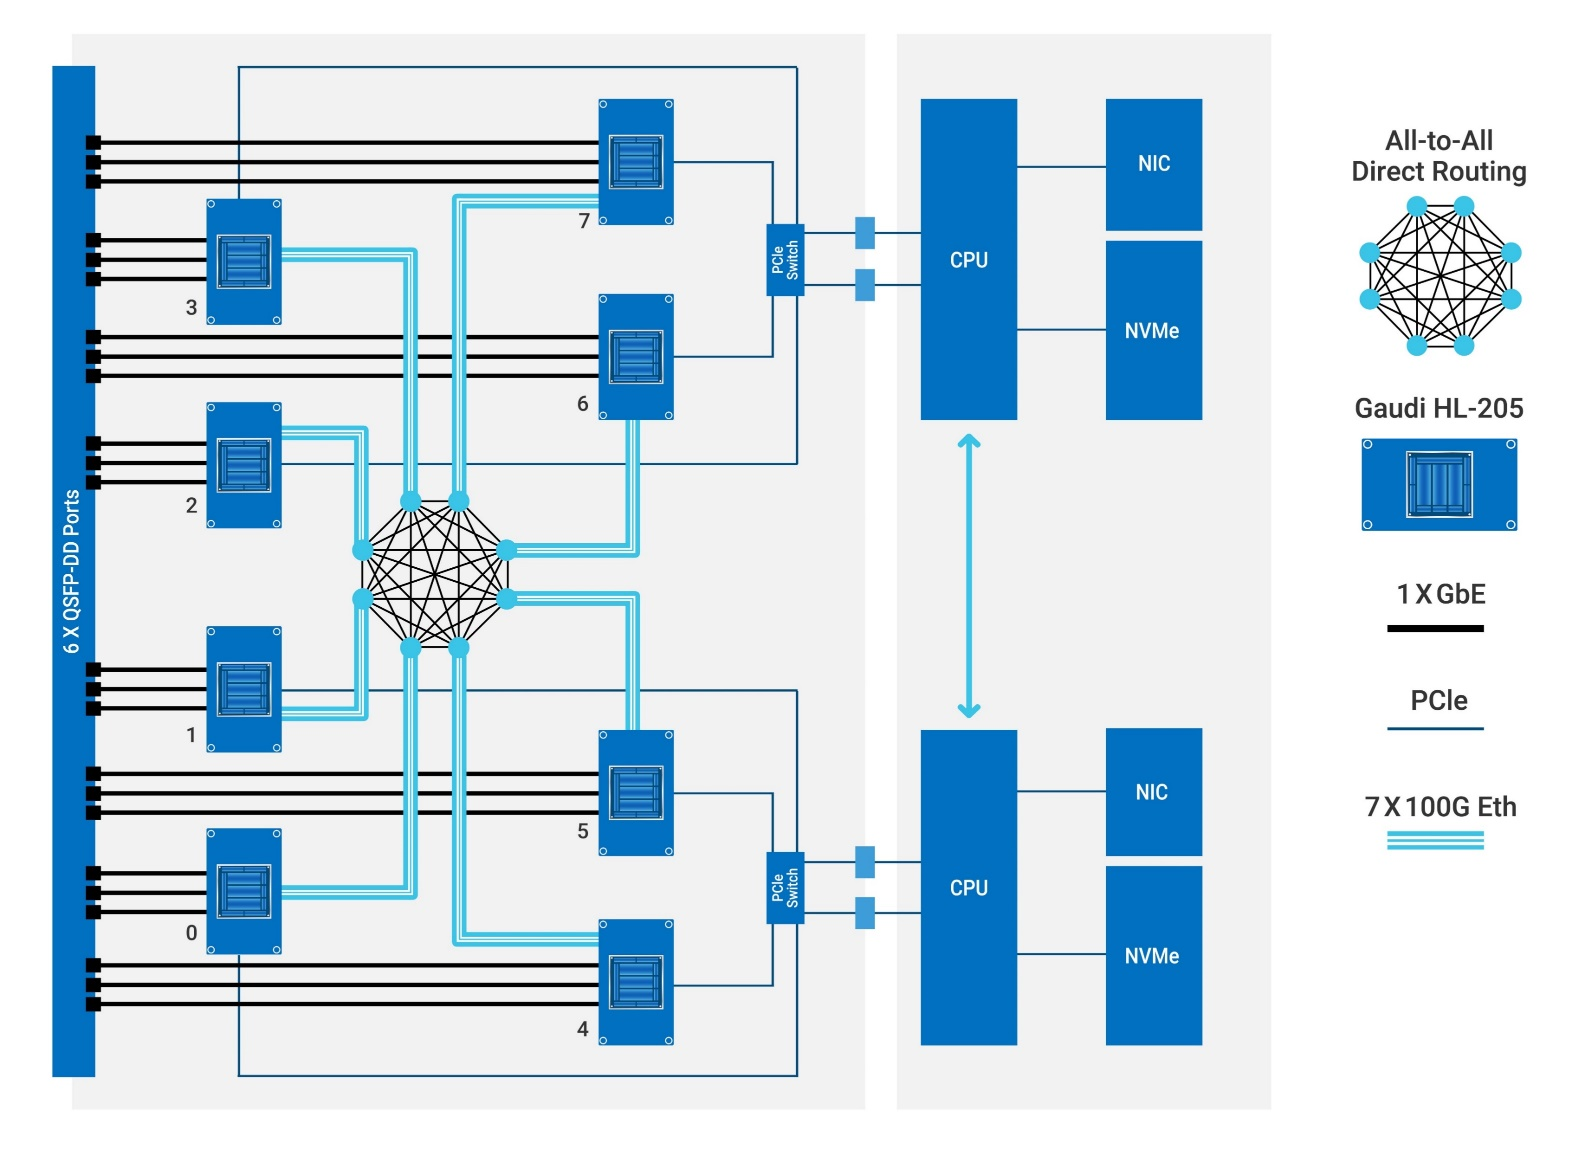 6 X QSFP-DD Ports
7
3
6
2
1
5
0
4
PCIe
Switch
PCIe
Switch
CPU
NIC
NVMe
CPU
NIC
NVMe
All-to-All
Direct Routing
Gaudi HL-205
1 X GbE
PCIe
7 X 100G Eth